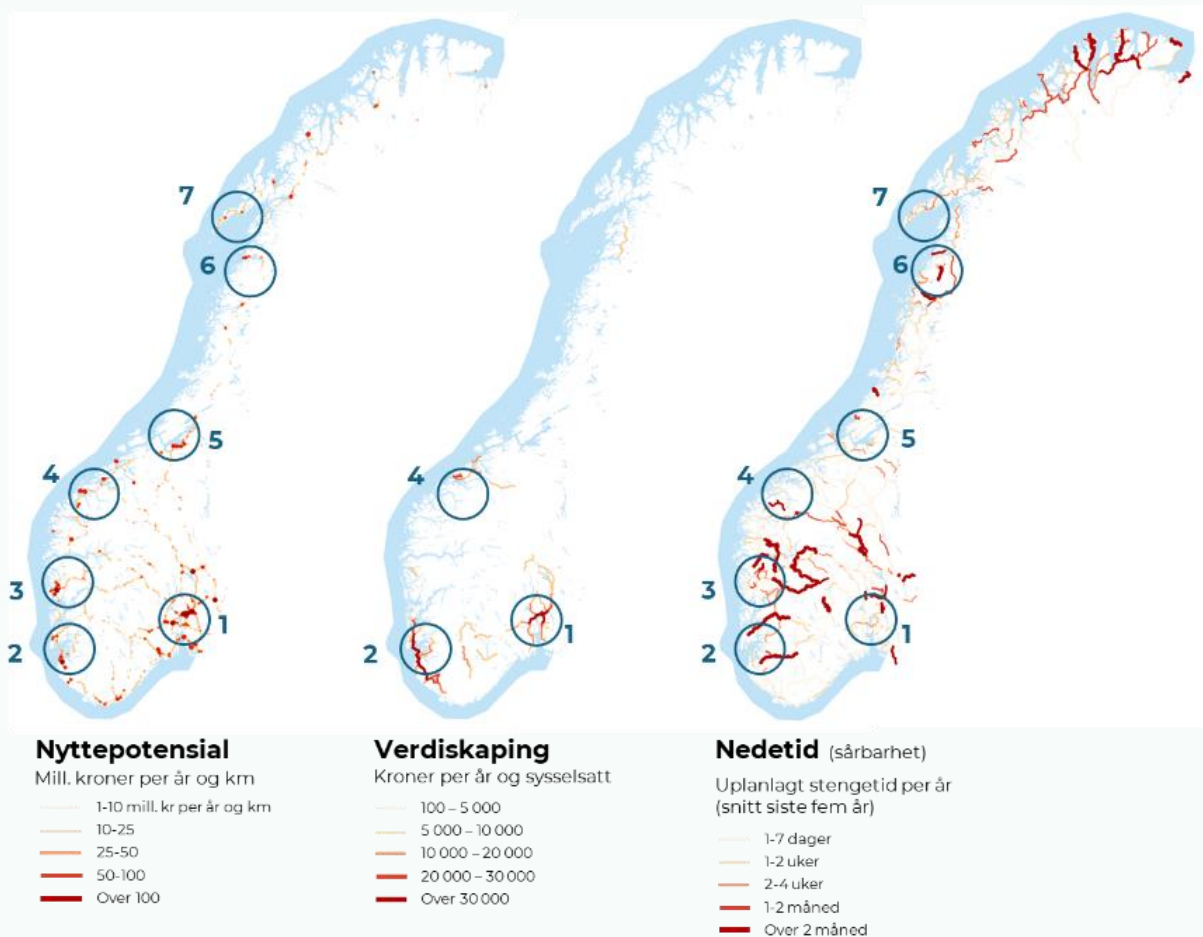 7
6
5
4
3
2
1
4
2
1
7
6
5
4
3
2
1
Nyttepotensial
Mill. kroner per år og km
1-10 mill. kr per år og km
10-25
25-50
50-100
Over 100
Verdiskaping
Kroner per år og sysselsatt
100 – 5 000
5 000 – 10 000
10 000 – 20 000
20 000 – 30 000
Over 30 000
Nedetid (sårbarhet)
Uplanlagt stengetid per år
(snitt siste fem år)
1-7 dager
1-2 uker
2-4 uker
1-2 måned
Over 2 måned